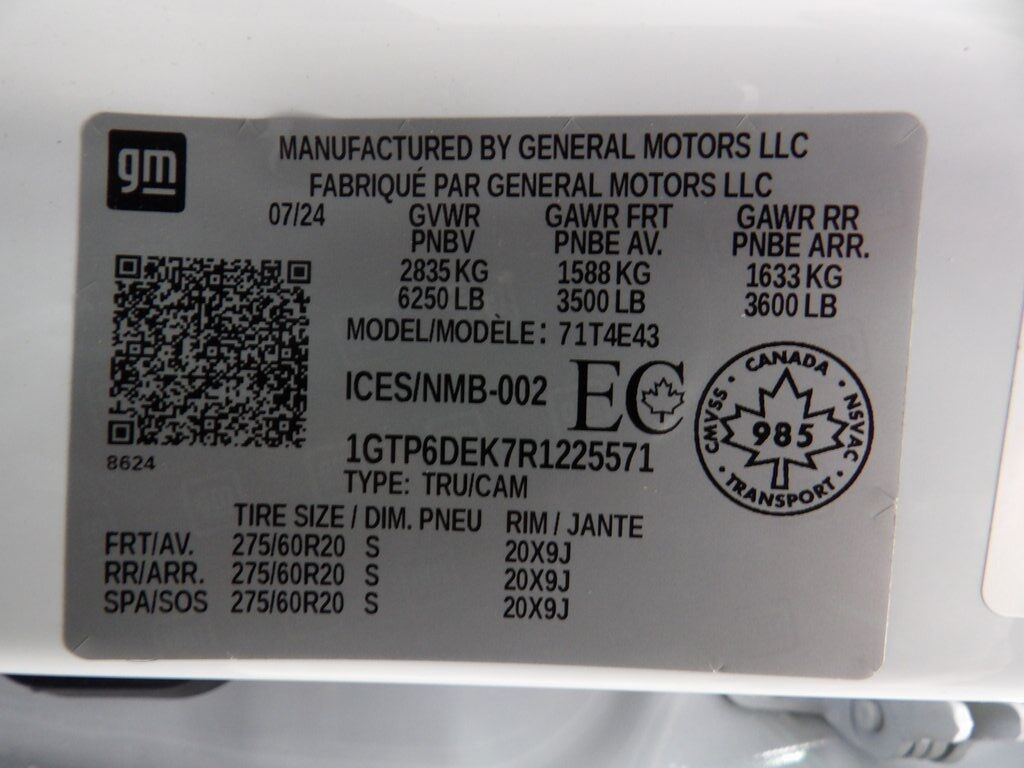 gm
MANUFACTURED BY GENERAL MOTORS LLC
FABRIQUÉ PAR GENERAL MOTORS LLC
07/24 GVWR GAWR FRT GAWR RR
PNBV PNBE AV. PNBE ARR.
2835 KG 1588 KG 1633 KG
6250 LB 3500 LB 3600 LB
MODEL/MODÈLE: 71T4E43
ICES/NMB-002 EC
CANADA
CMVSS 985 NSVAC
TRANSPORT
8624
1GTP6DEK7R1225571
TYPE: TRU/CAM
TIRE SIZE / DIM. PNEU RIM / JANTE
FRT/AV. 275/60R20 S 20X9J
RR/ARR. 275/60R20 S 20X9J
SPA/SOS 275/60R20 S 20X9J